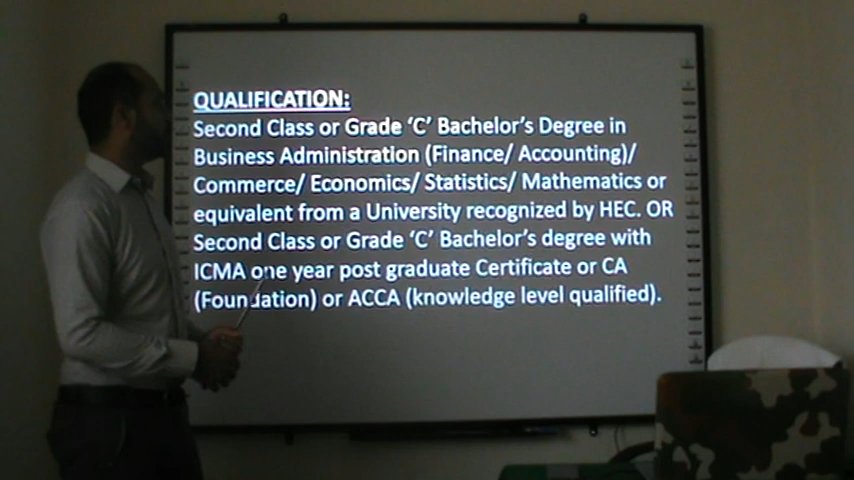 QUALIFICATION:
Second Class or Grade ‘C’ Bachelor’s Degree in
Business Administration (Finance/ Accounting)/
Commerce/ Economics/ Statistics/ Mathematics or
equivalent from a University recognized by HEC. OR
Second Class or Grade ‘C’ Bachelor’s degree with
ICMA one year post graduate Certificate or CA
(Foundation) or ACCA (knowledge level qualified).